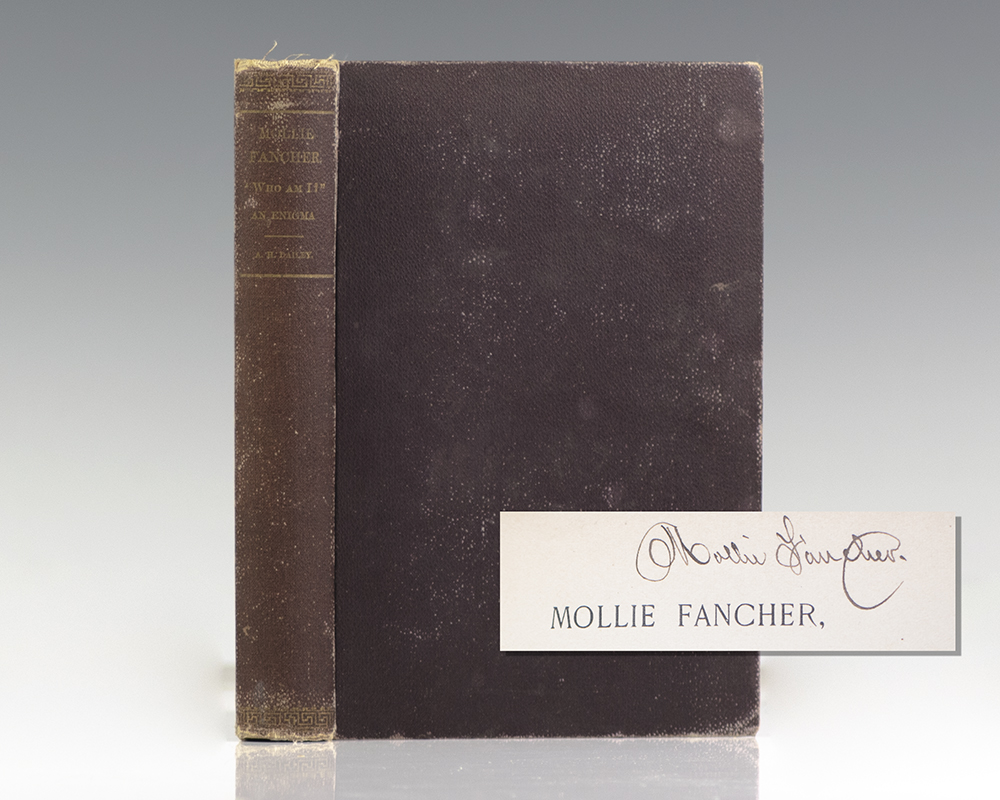 MOLLIE
FANCHER
"WHO AM I?"
AN ENIGMA
A. H. DAILEY.
Mollie Fancher.
MOLLIE FANCHER,